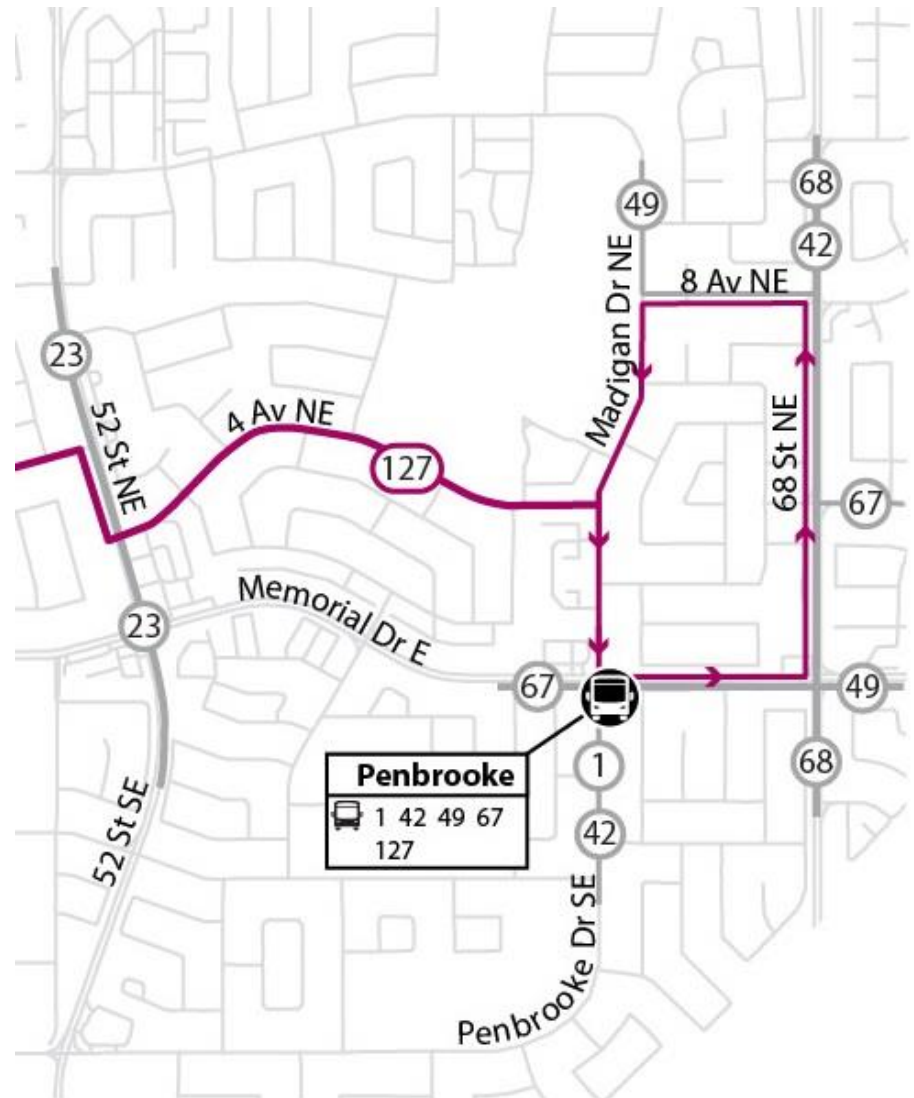 68
49
42
8 Av NE
Madigan Dr NE
23
52 St NE
4 Av NE
127
68 St NE
67
Memorial Dr E
23
67
49
Penbrooke
1 42 49 67
127
1
68
42
52 St SE
Penbrooke Dr SE